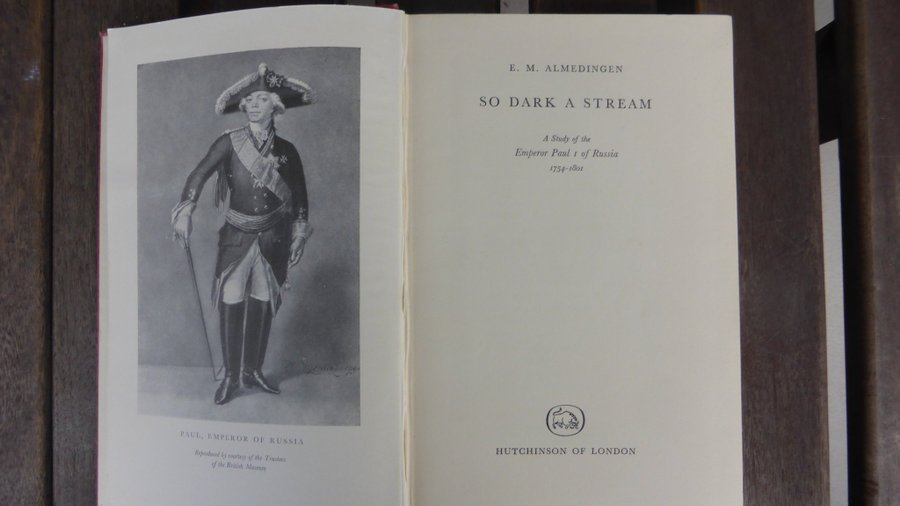 PAUL, EMPEROR OF RUSSIA
Reproduced by courtesy of the Trustees
of the British Museum
E. M. ALMEDINGEN
SO DARK A STREAM
A Study of the
Emperor Paul I of Russia
1754-1801
HUTCHINSON OF LONDON